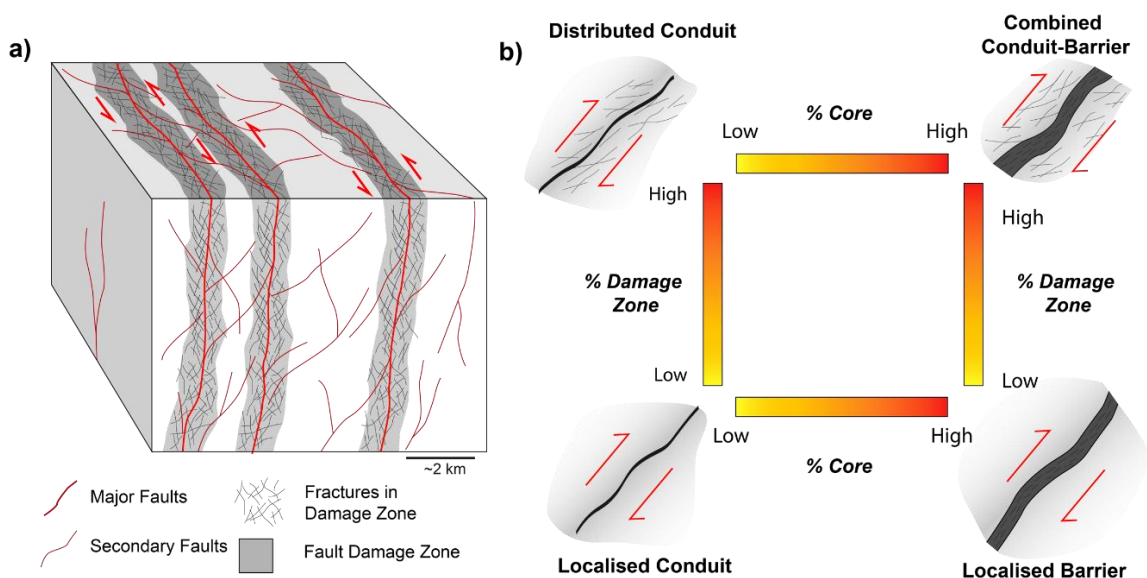 a)
~2 km
Major Faults
Secondary Faults
Fractures in
Damage Zone
Fault Damage Zone
b)
Distributed Conduit
Combined
Conduit-Barrier
% Core
Low
High
High
% Damage
Zone
Low
High
% Damage
Zone
Low
Low
High
% Core
Localised Conduit
Localised Barrier